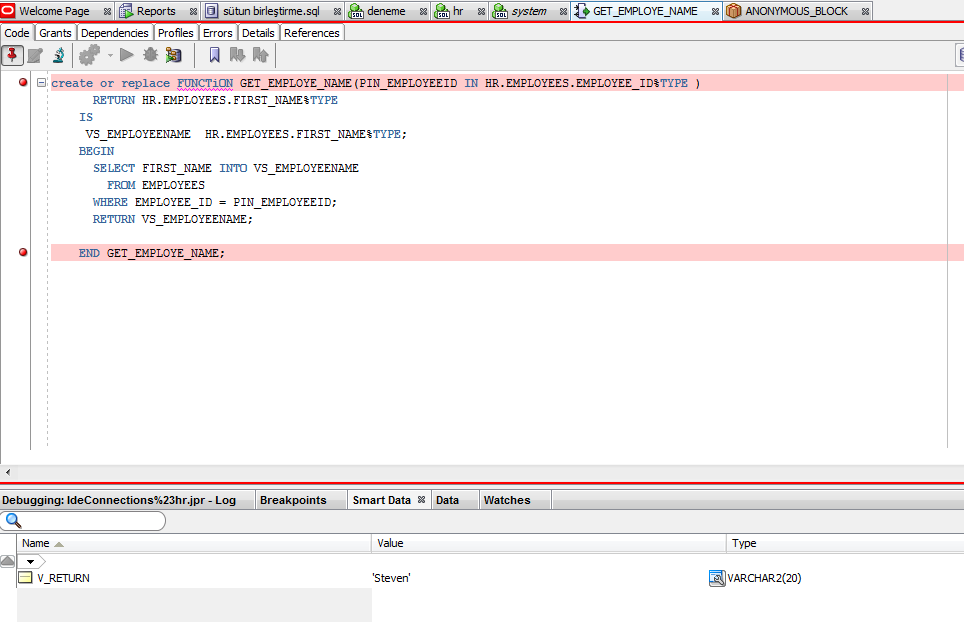 Welcome Page Reports sütun birleştirme.sql deneme hr system GET_EMPLOYE_NAME ANONYMOUS_BLOCK
Code Grants Dependencies Profiles Errors Details References
create or replace FUNCTiON GET_EMPLOYE_NAME(PIN_EMPLOYEEID IN HR.EMPLOYEES.EMPLOYEE_ID%TYPE )
RETURN HR.EMPLOYEES.FIRST_NAME%TYPE
IS
VS_EMPLOYEENAME HR.EMPLOYEES.FIRST_NAME%TYPE;
BEGIN
SELECT FIRST_NAME INTO VS_EMPLOYEENAME
FROM EMPLOYEES
WHERE EMPLOYEE_ID = PIN_EMPLOYEEID;
RETURN VS_EMPLOYEENAME;
END GET_EMPLOYE_NAME;
Debugging: IdeConnections%23hr.jpr - Log Breakpoints Smart Data Data Watches
Name Value Type
V_RETURN 'Steven' VARCHAR2(20)